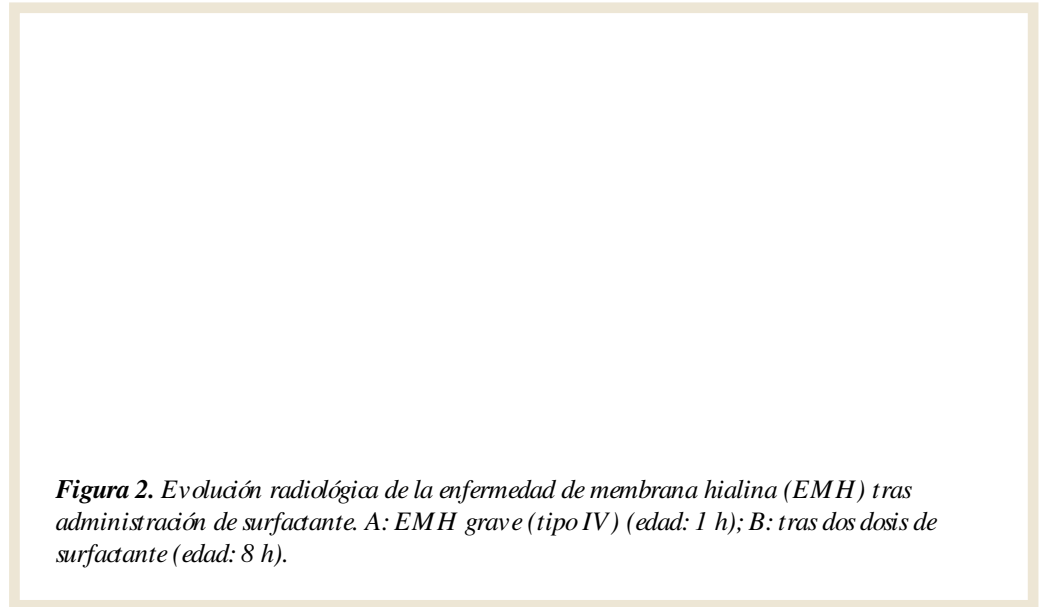 Figura 2. Evolución radiológica de la enfermedad de membrana hialina (EMH) tras
administración de surfactante. A: EMH grave (tipo IV) (edad: 1 h); B: tras dos dosis de
surfactante (edad: 8 h).